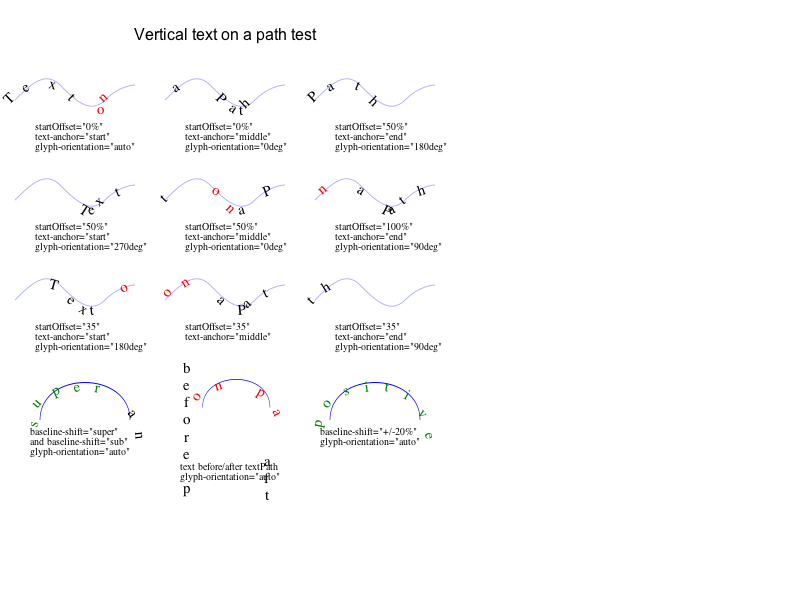 Vertical text on a path test
Text on
a Path
Path
startOffset="0%"
text-anchor="start"
glyph-orientation="auto"
startOffset="0%"
text-anchor="middle"
glyph-orientation="0deg"
startOffset="50%"
text-anchor="end"
glyph-orientation="180deg"
Text
t on a P
n a Path
startOffset="50%"
text-anchor="start"
glyph-orientation="270deg"
startOffset="50%"
text-anchor="middle"
glyph-orientation="0deg"
startOffset="100%"
text-anchor="end"
glyph-orientation="90deg"
Text o
on a Pat
th
startOffset="35"
text-anchor="start"
glyph-orientation="180deg"
startOffset="35"
text-anchor="middle"
startOffset="35"
text-anchor="end"
glyph-orientation="90deg"
super an
before p
on pa
aft
positive
baseline-shift="super"
and baseline-shift="sub"
glyph-orientation="auto"
text before/after textPath
glyph-orientation="auto"
baseline-shift="+/-20%"
glyph-orientation="auto"